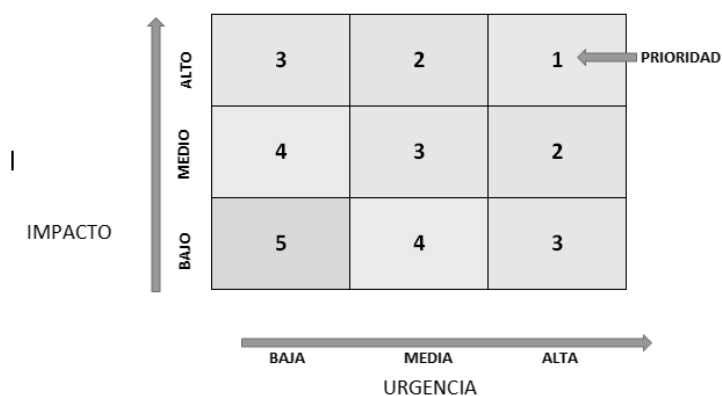 ALTO 3 2 1 PRIORIDAD
MEDIO 4 3 2
IMPACTO
BAJO 5 4 3
BAJA MEDIA ALTA
URGENCIA